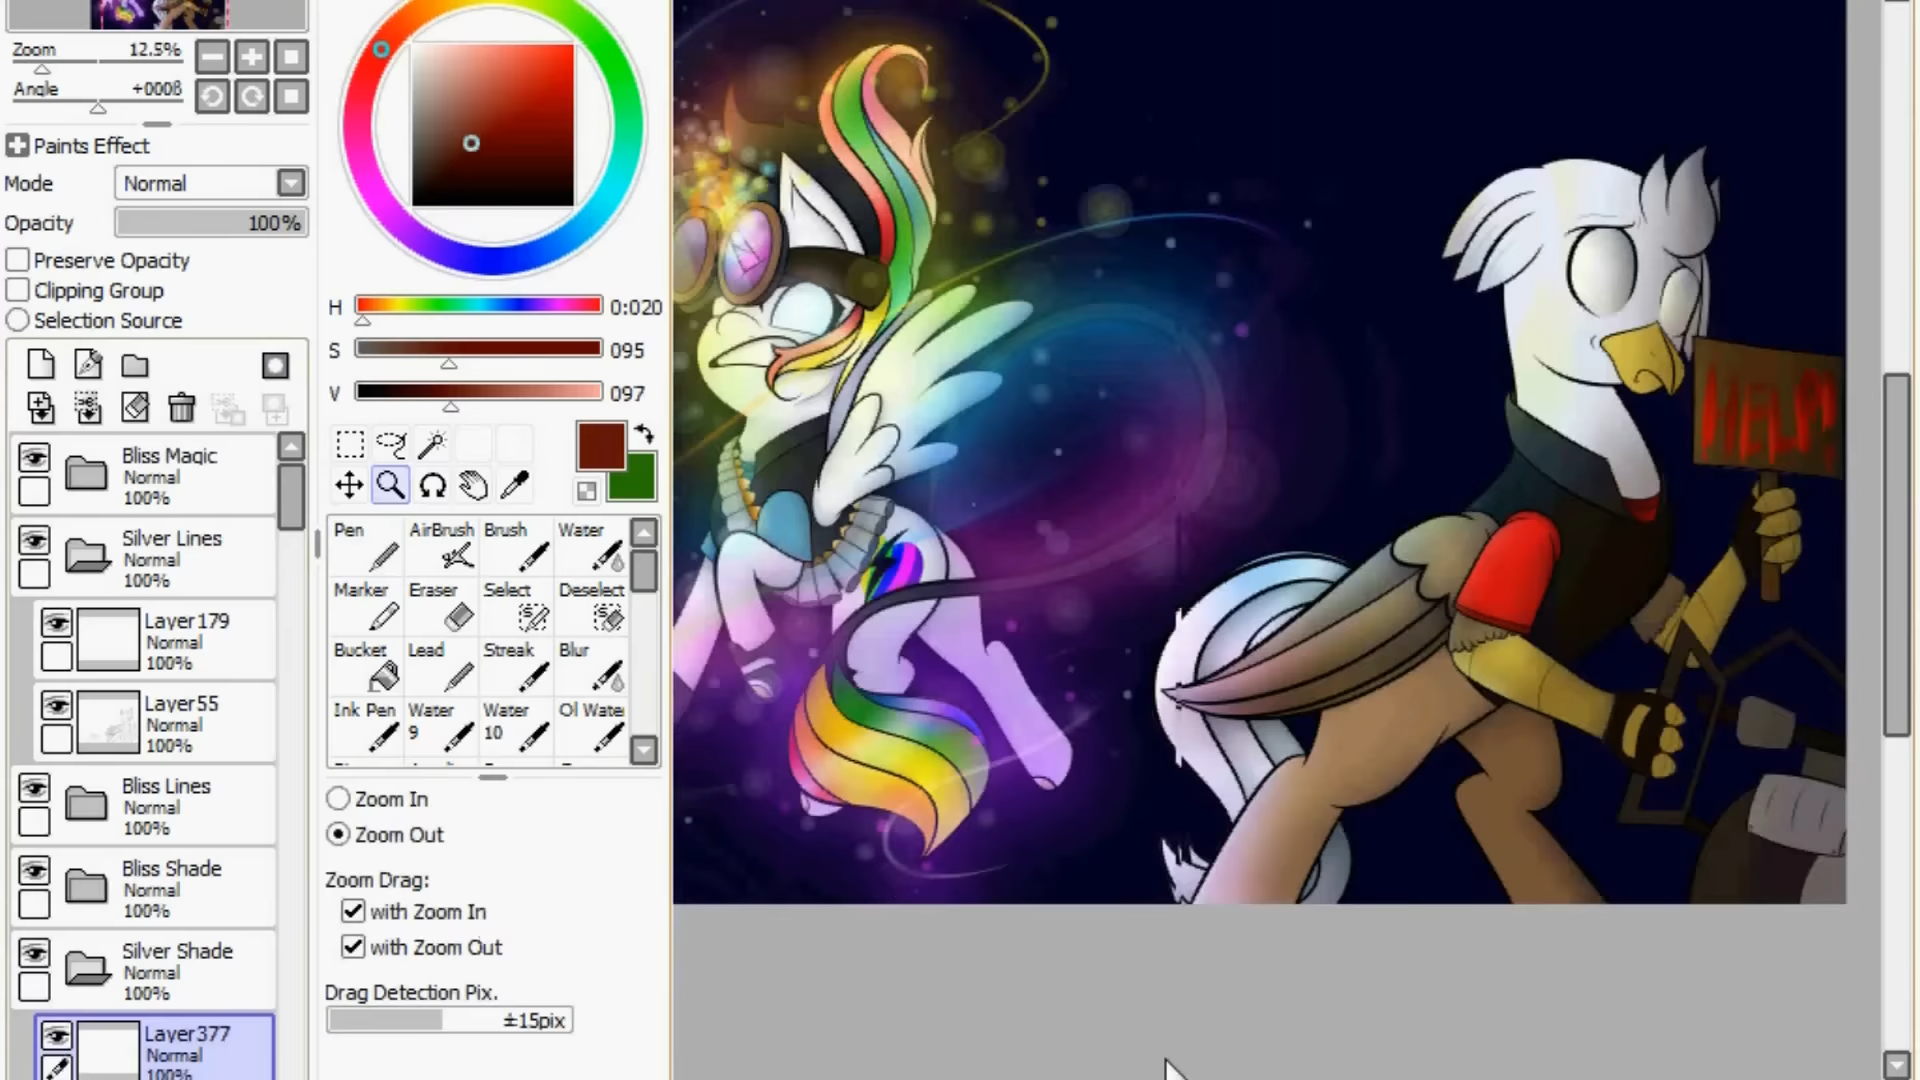 Zoom 12.5%
Angle +000ß
Paints Effect
Mode Normal
Opacity 100%
Preserve Opacity
Clipping Group
Selection Source
Bliss Magic
Normal
100%
Silver Lines
Normal
100%
Layer179
Normal
100%
Layer55
Normal
100%
Bliss Lines
Normal
100%
Bliss Shade
Normal
100%
Silver Shade
Normal
100%
Layer377
Normal
100%
H 0:020
S 095
V 097
Pen AirBrush Brush Water
Marker Eraser Select Deselect
Bucket Lead Streak Blur
Ink Pen Water 9 Water 10 Ol Water
Zoom In
Zoom Out
Zoom Drag:
with Zoom In
with Zoom Out
Drag Detection Pix.
±15pix
HELP!